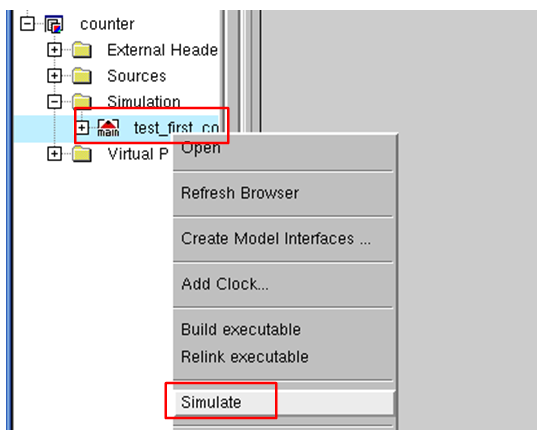 counter
External Heade
Sources
Simulation
main test_first_co
Virtual P
Open
Refresh Browser
Create Model Interfaces ...
Add Clock...
Build executable
Relink executable
Simulate